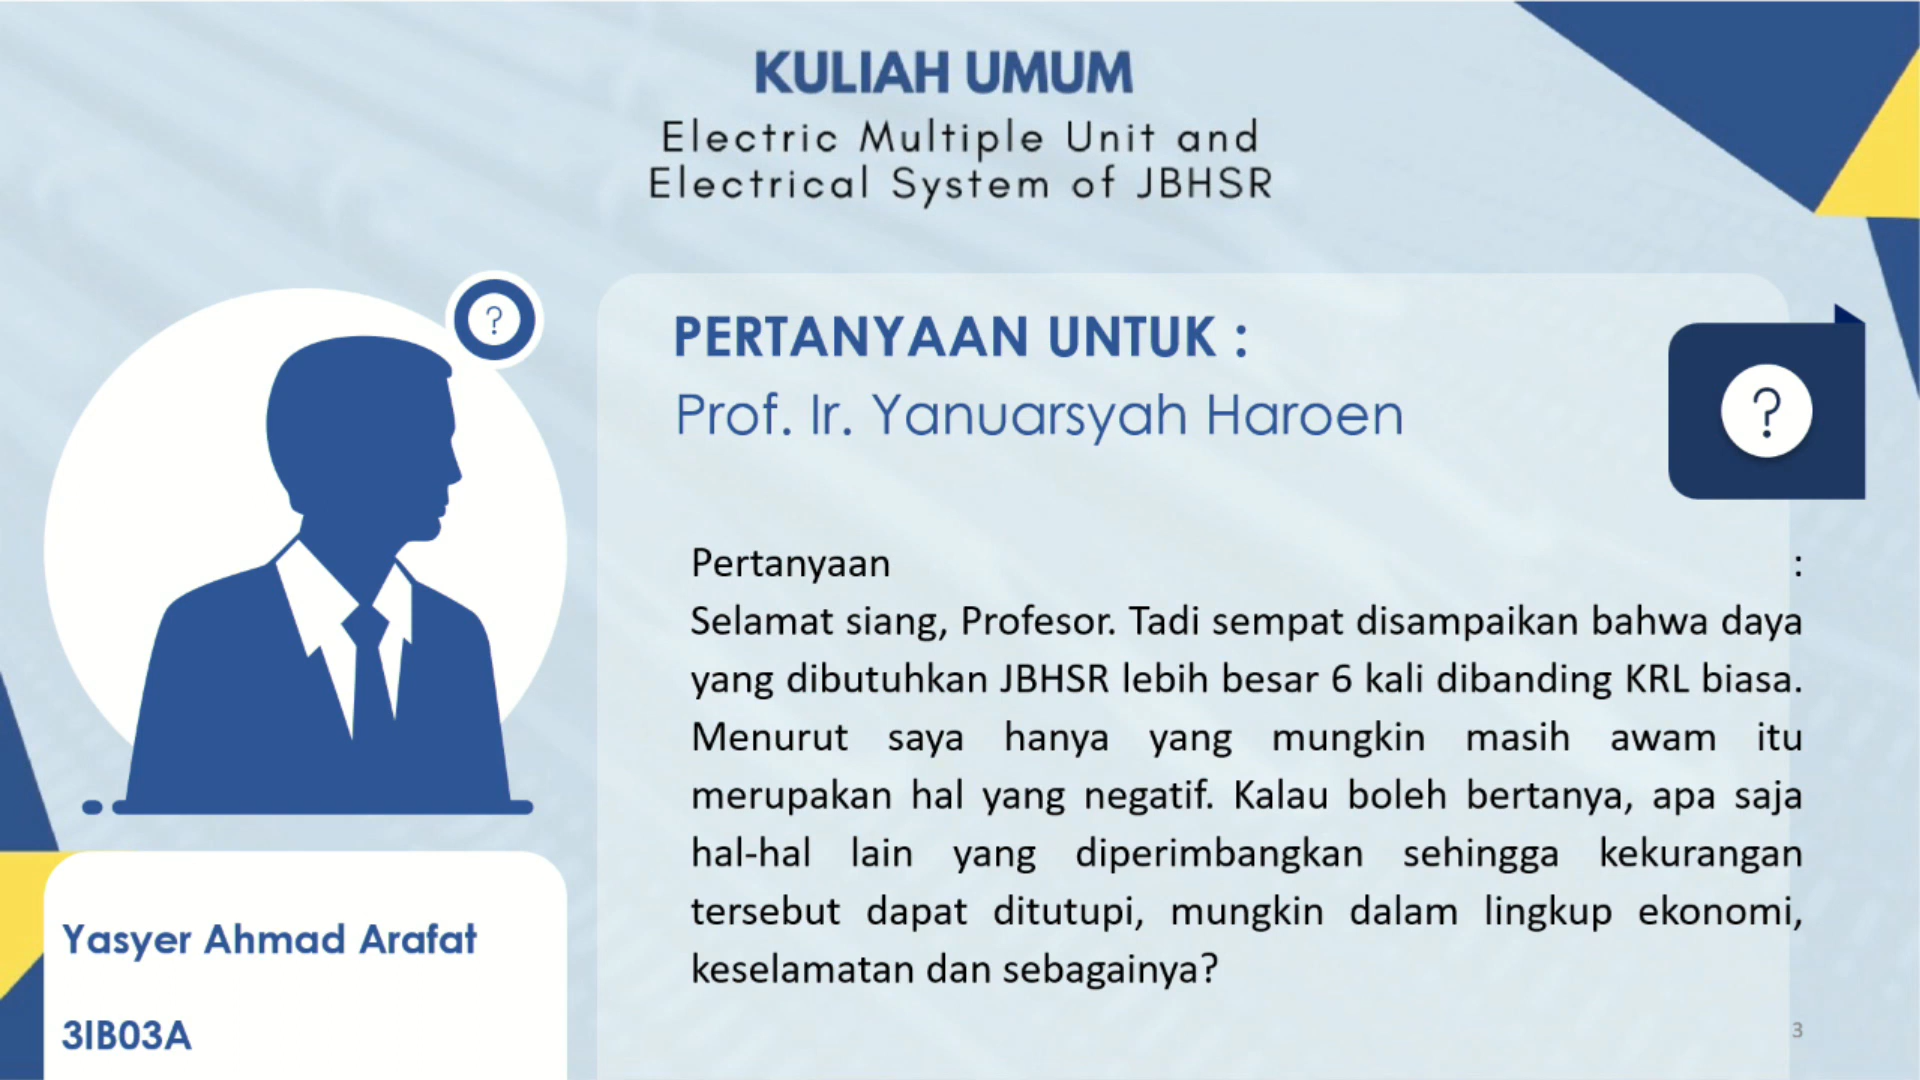 KULIAH UMUM
Electric Multiple Unit and
Electrical System of JBHSR
?
PERTANYAAN UNTUK :
Prof. Ir. Yanuarsyah Haroen
?
Pertanyaan :
Selamat siang, Profesor. Tadi sempat disampaikan bahwa daya
yang dibutuhkan JBHSR lebih besar 6 kali dibanding KRL biasa.
Menurut saya hanya yang mungkin masih awam itu
merupakan hal yang negatif. Kalau boleh bertanya, apa saja
hal-hal lain yang diperimbangkan sehingga kekurangan
tersebut dapat ditutupi, mungkin dalam lingkup ekonomi,
keselamatan dan sebagainya?
Yasyer Ahmad Arafat
3IB03A
3